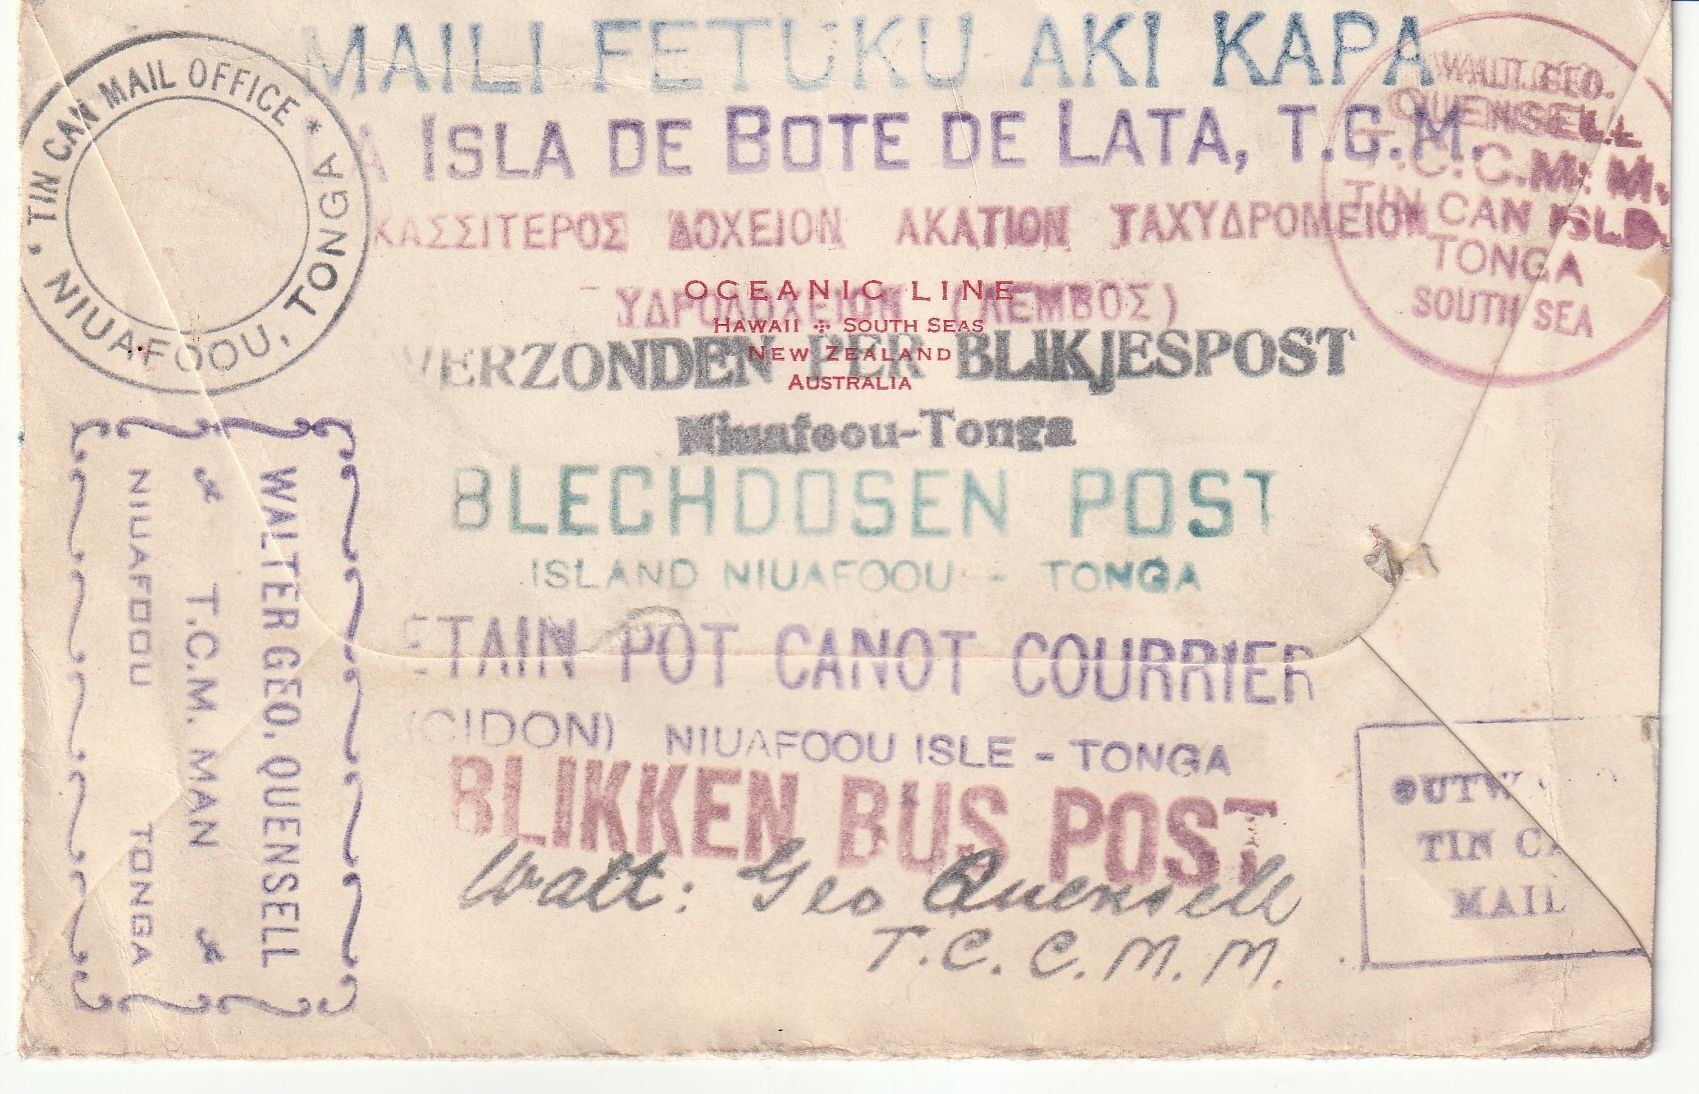 MAILI FETUKU AKI KAPA
TIN CAN MAIL OFFICE
NIUAFOOU, TONGA
LA ISLA DE BOTE DE LATA, T.G.M.
WALT. GEO.
QUENSELL
T.C.C.M.M.
TIN CAN ISLD.
TONGA
SOUTH SEA
ΚΑΣΣΙΤΕΡΟΣ ΔΟΧΕΙΟΝ ΑΚΑΤΙΟΝ ΤΑΧΥΔΡΟΜΕΙΟΝ
ΥΔΡΟΔΟΧΕΙΟΝ (ΛΕΜΒΟΣ)
OCEANIC LINE
HAWAII SOUTH SEAS
NEW ZEALAND
AUSTRALIA
VERZONDEN PER BLIKJESPOST
Niuafoou-Tonga
BLECHDOSEN POST
ISLAND NIUAFOOU - TONGA
ETAIN POT CANOT COURRIER
(CIDON) NIUAFOOU ISLE - TONGA
BLIKKEN BUS POST
Walt: Geo Quensell
T.C.C.M.M.
WALTER GEO. QUENSELL
T.C.M. MAN
NIUAFOOU TONGA
OUTW
TIN CA
MAIL